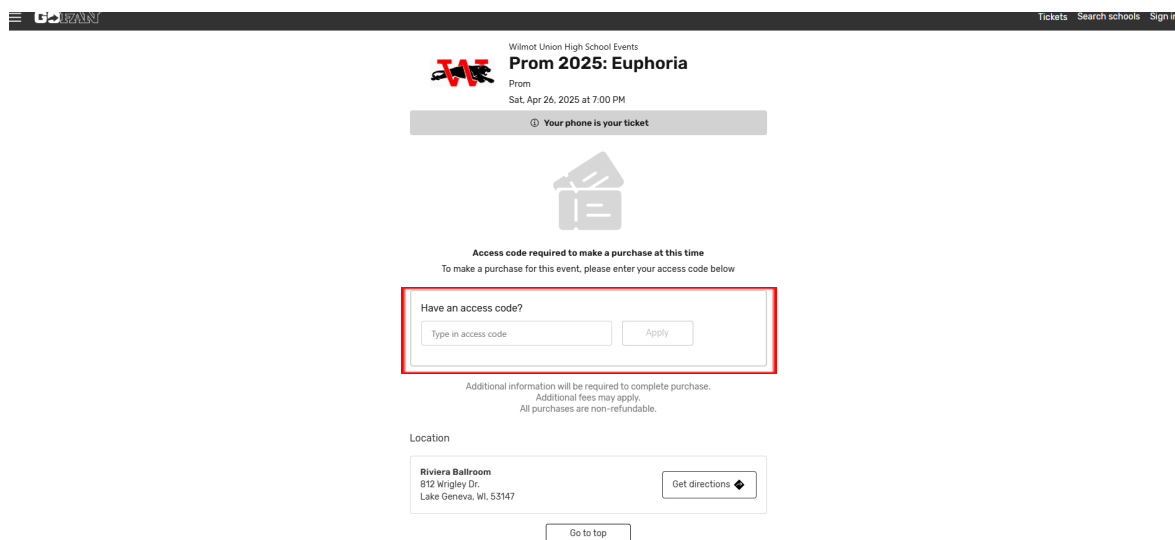 GOFAN
Tickets Search schools Sign in
Wilmot Union High School Events
Prom 2025: Euphoria
Prom
Sat, Apr 26, 2025 at 7:00 PM
Your phone is your ticket
Access code required to make a purchase at this time
To make a purchase for this event, please enter your access code below
Have an access code?
Type in access code
Apply
Additional information will be required to complete purchase.
Additional fees may apply.
All purchases are non-refundable.
Location
Riviera Ballroom
812 Wrigley Dr.
Lake Geneva, WI, 53147
Get directions
Go to top